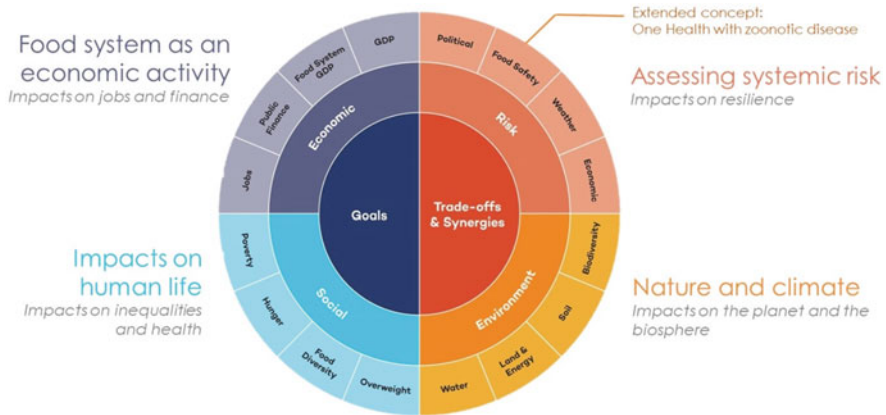 Extended concept:
One Health with zoonotic disease
Food system as an
economic activity
Impacts on jobs and finance
Assessing systemic risk
Impacts on resilience
Jobs
Public
Finance
Food System
GDP
GDP
Political
Food Safety
Weather
Economic
Economic
Risk
Goals
Trade-offs
& Synergies
Social
Environment
Poverty
Hunger
Food
Diversity
Overweight
Water
Land &
Energy
Soil
Biodiversity
Impacts on
human life
Impacts on inequalities
and health
Nature and climate
Impacts on the planet and the
biosphere